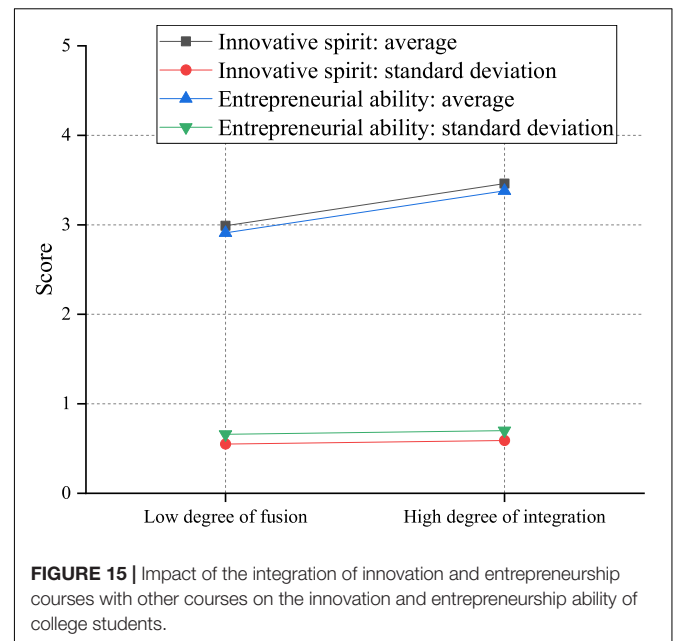 Innovative spirit: average
Innovative spirit: standard deviation
Entrepreneurial ability: average
Entrepreneurial ability: standard deviation
5
4
3
2
1
0
Score
Low degree of fusion
High degree of integration
FIGURE 15 | Impact of the integration of innovation and entrepreneurship
courses with other courses on the innovation and entrepreneurship ability of
college students.